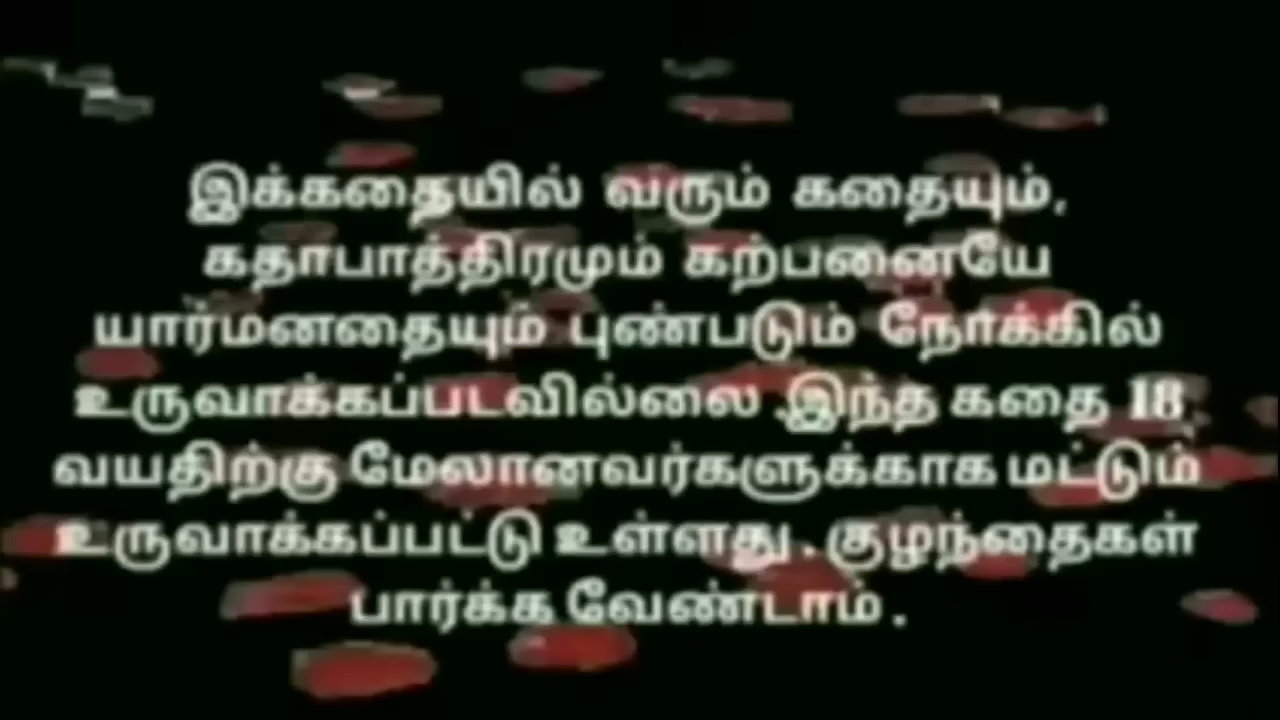 இக்கதையில் வரும் கதையும்,
கதாபாத்திரமும் கற்பனையே
யார்மனதையும் புண்படும் நோக்கில்
உருவாக்கப்படவில்லை .இந்த கதை 18
வயதிற்கு மேலானவர்களுக்காக மட்டும்
உருவாக்கப்பட்டு உள்ளது . குழந்தைகள்
பார்க்க வேண்டாம் .